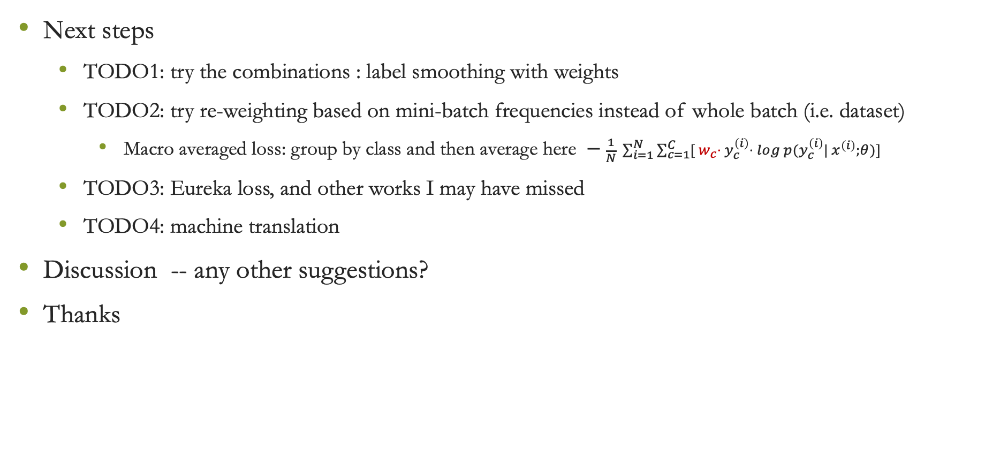 • Next steps
• TODO1: try the combinations : label smoothing with weights
• TODO2: try re-weighting based on mini-batch frequencies instead of whole batch (i.e. dataset)
• Macro averaged loss: group by class and then average here $-\frac{1}{N}\sum_{i=1}^{N}\sum_{c=1}^{C}[w_c \cdot y_c^{(i)} \cdot log\, p(y_c^{(i)}|\, x^{(i)};\theta)]$
• TODO3: Eureka loss, and other works I may have missed
• TODO4: machine translation
• Discussion -- any other suggestions?
• Thanks